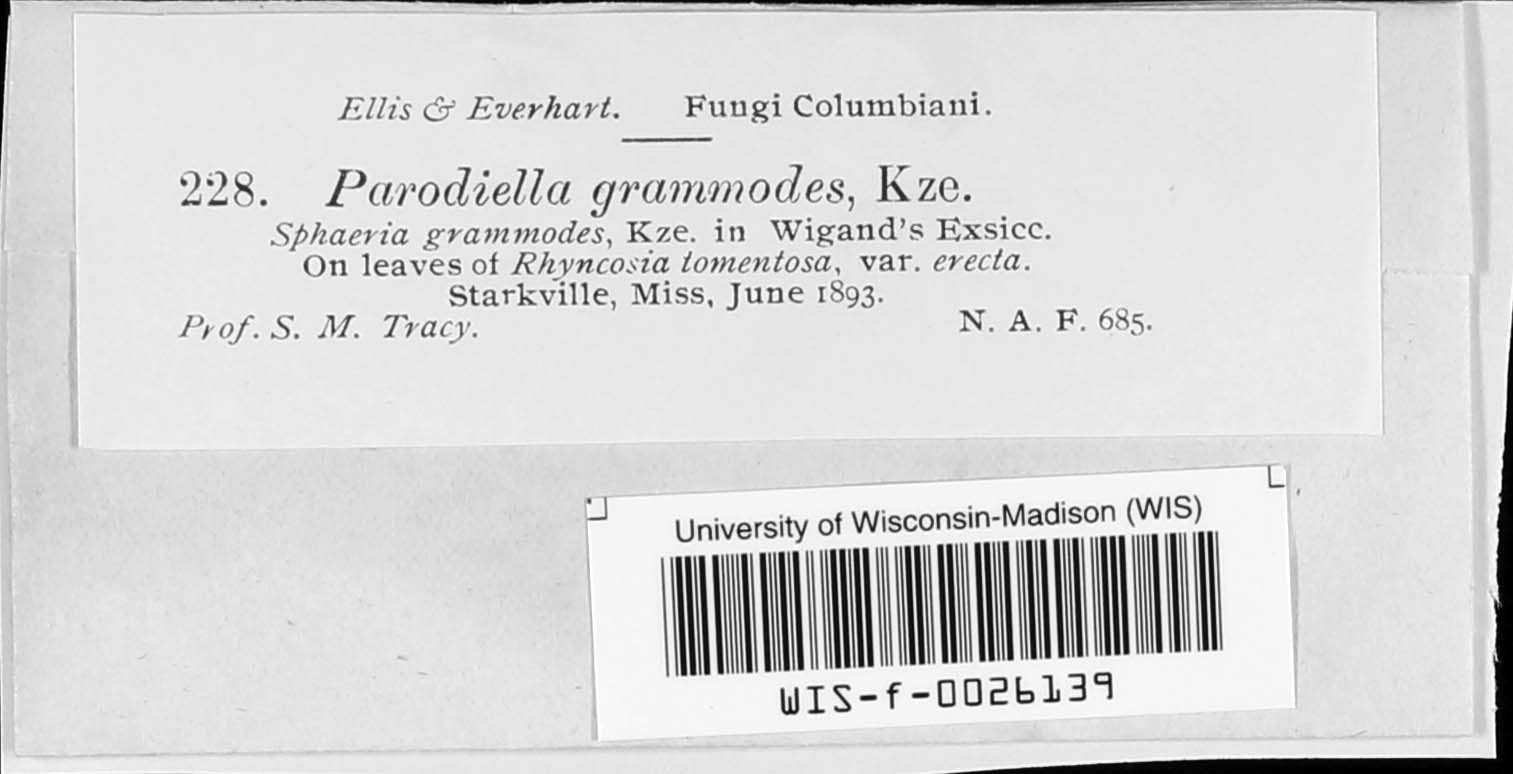 Ellis & Everhart. Fungi Columbiani.
228. Parodiella grammodes, Kze.
Sphaeria grammodes, Kze. in Wigand's Exsicc.
On leaves of Rhyncosia tomentosa, var. erecta.
Starkville, Miss, June 1893.
Prof. S. M. Tracy. N. A. F. 685.
University of Wisconsin-Madison (WIS)
WIS-f-0026139